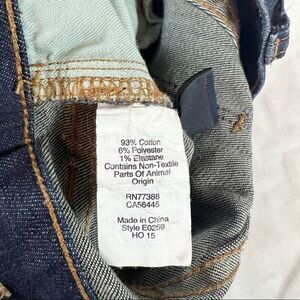 93% Cotton
6% Polyester
1% Elastane
Contains Non-Textile
Parts Of Animal
Origin
RN77388
CA56445
Made in China
Style E0259
HO 15